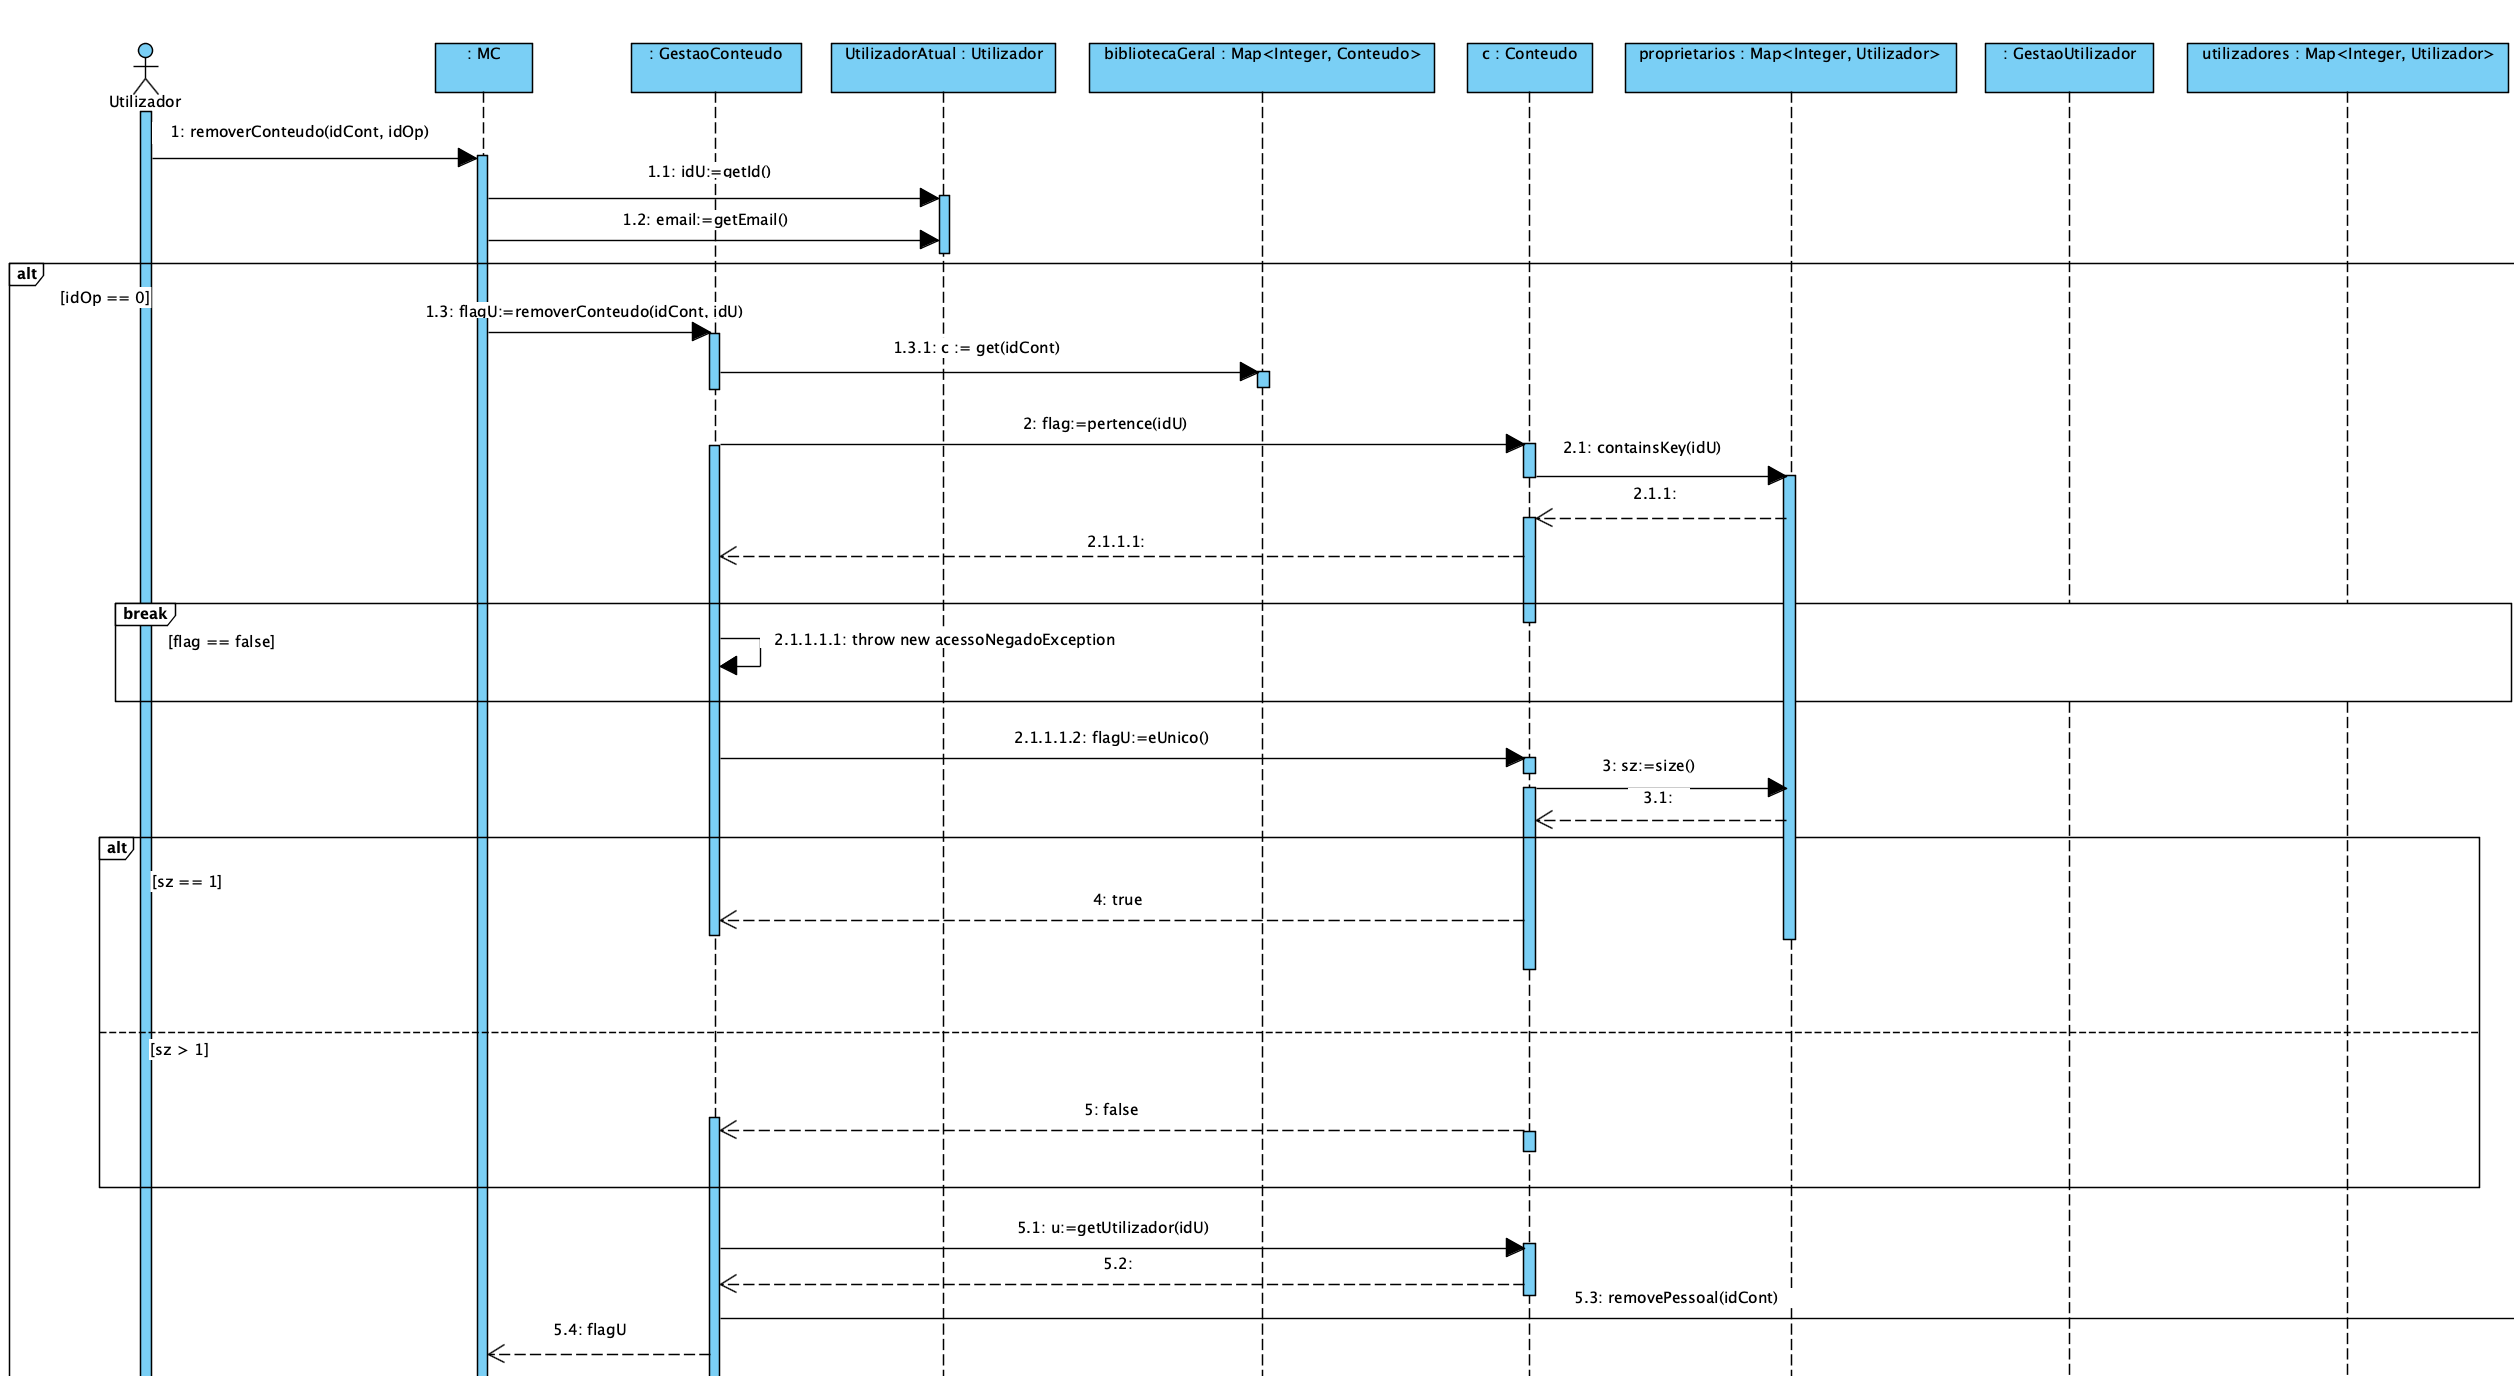 Utilizador
: MC
: GestaoConteudo
UtilizadorAtual : Utilizador
bibliotecaGeral : Map<Integer, Conteudo>
c : Conteudo
proprietarios : Map<Integer, Utilizador>
: GestaoUtilizador
utilizadores : Map<Integer, Utilizador>
1: removerConteudo(idCont, idOp)
1.1: idU:=getId()
1.2: email:=getEmail()
alt
[idOp == 0]
1.3: flagU:=removerConteudo(idCont, idU)
1.3.1: c := get(idCont)
2: flag:=pertence(idU)
2.1: containsKey(idU)
2.1.1:
2.1.1.1:
break
[flag == false]
2.1.1.1.1: throw new acessoNegadoException
2.1.1.1.2: flagU:=eUnico()
3: sz:=size()
3.1:
alt
[sz == 1]
4: true
[sz > 1]
5: false
5.1: u:=getUtilizador(idU)
5.2:
5.3: removePessoal(idCont)
5.4: flagU